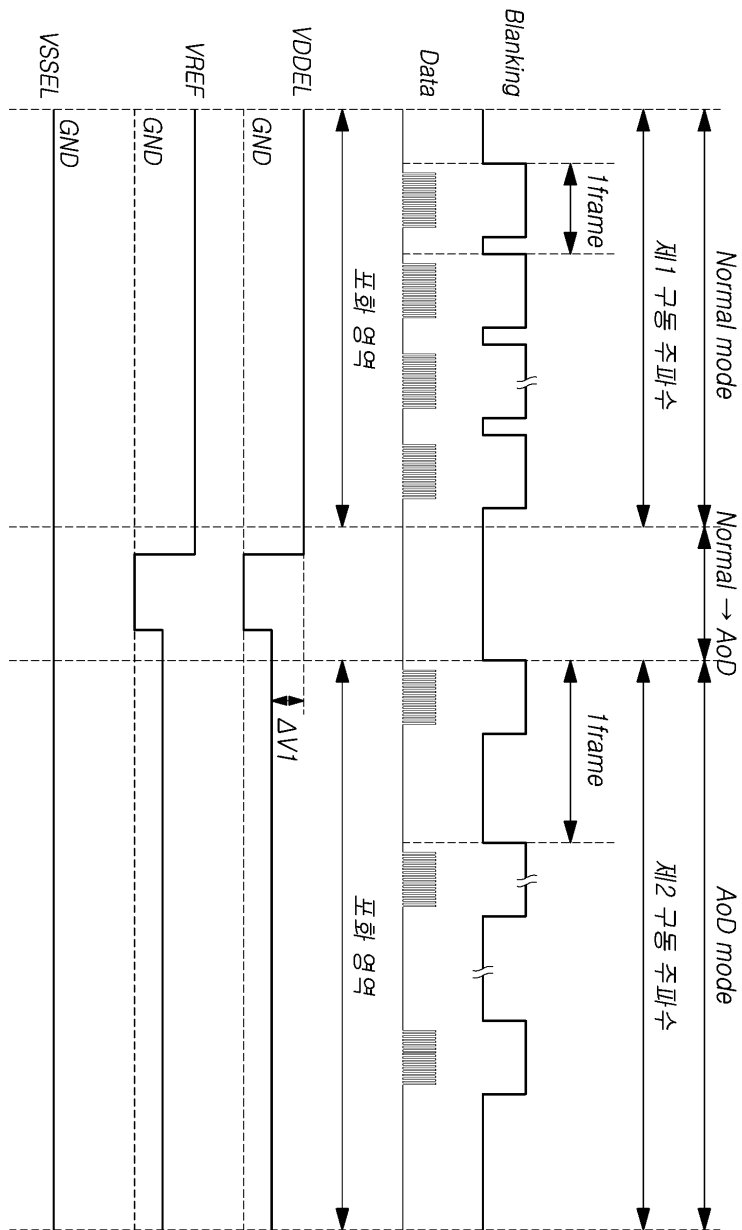 Normal mode
Normal → AoD
AoD mode
제1 구동 주파수
제2 구동 주파수
1frame
1frame
Blanking
Data
포화 영역
포화 영역
VDDEL
GND
ΔV1
VREF
GND
VSSEL
GND